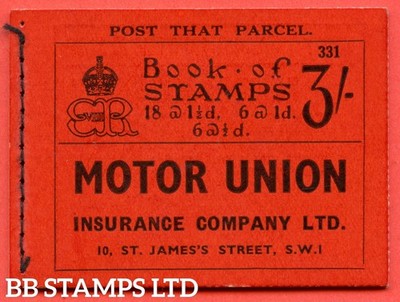 POST THAT PARCEL.
331
Book of
STAMPS 3/-
18 @ 1½d, 6 @ 1d.
6 @ ½d.
E VIII R
MOTOR UNION
INSURANCE COMPANY LTD.
10, ST. JAMES'S STREET, S.W.1
BB STAMPS LTD